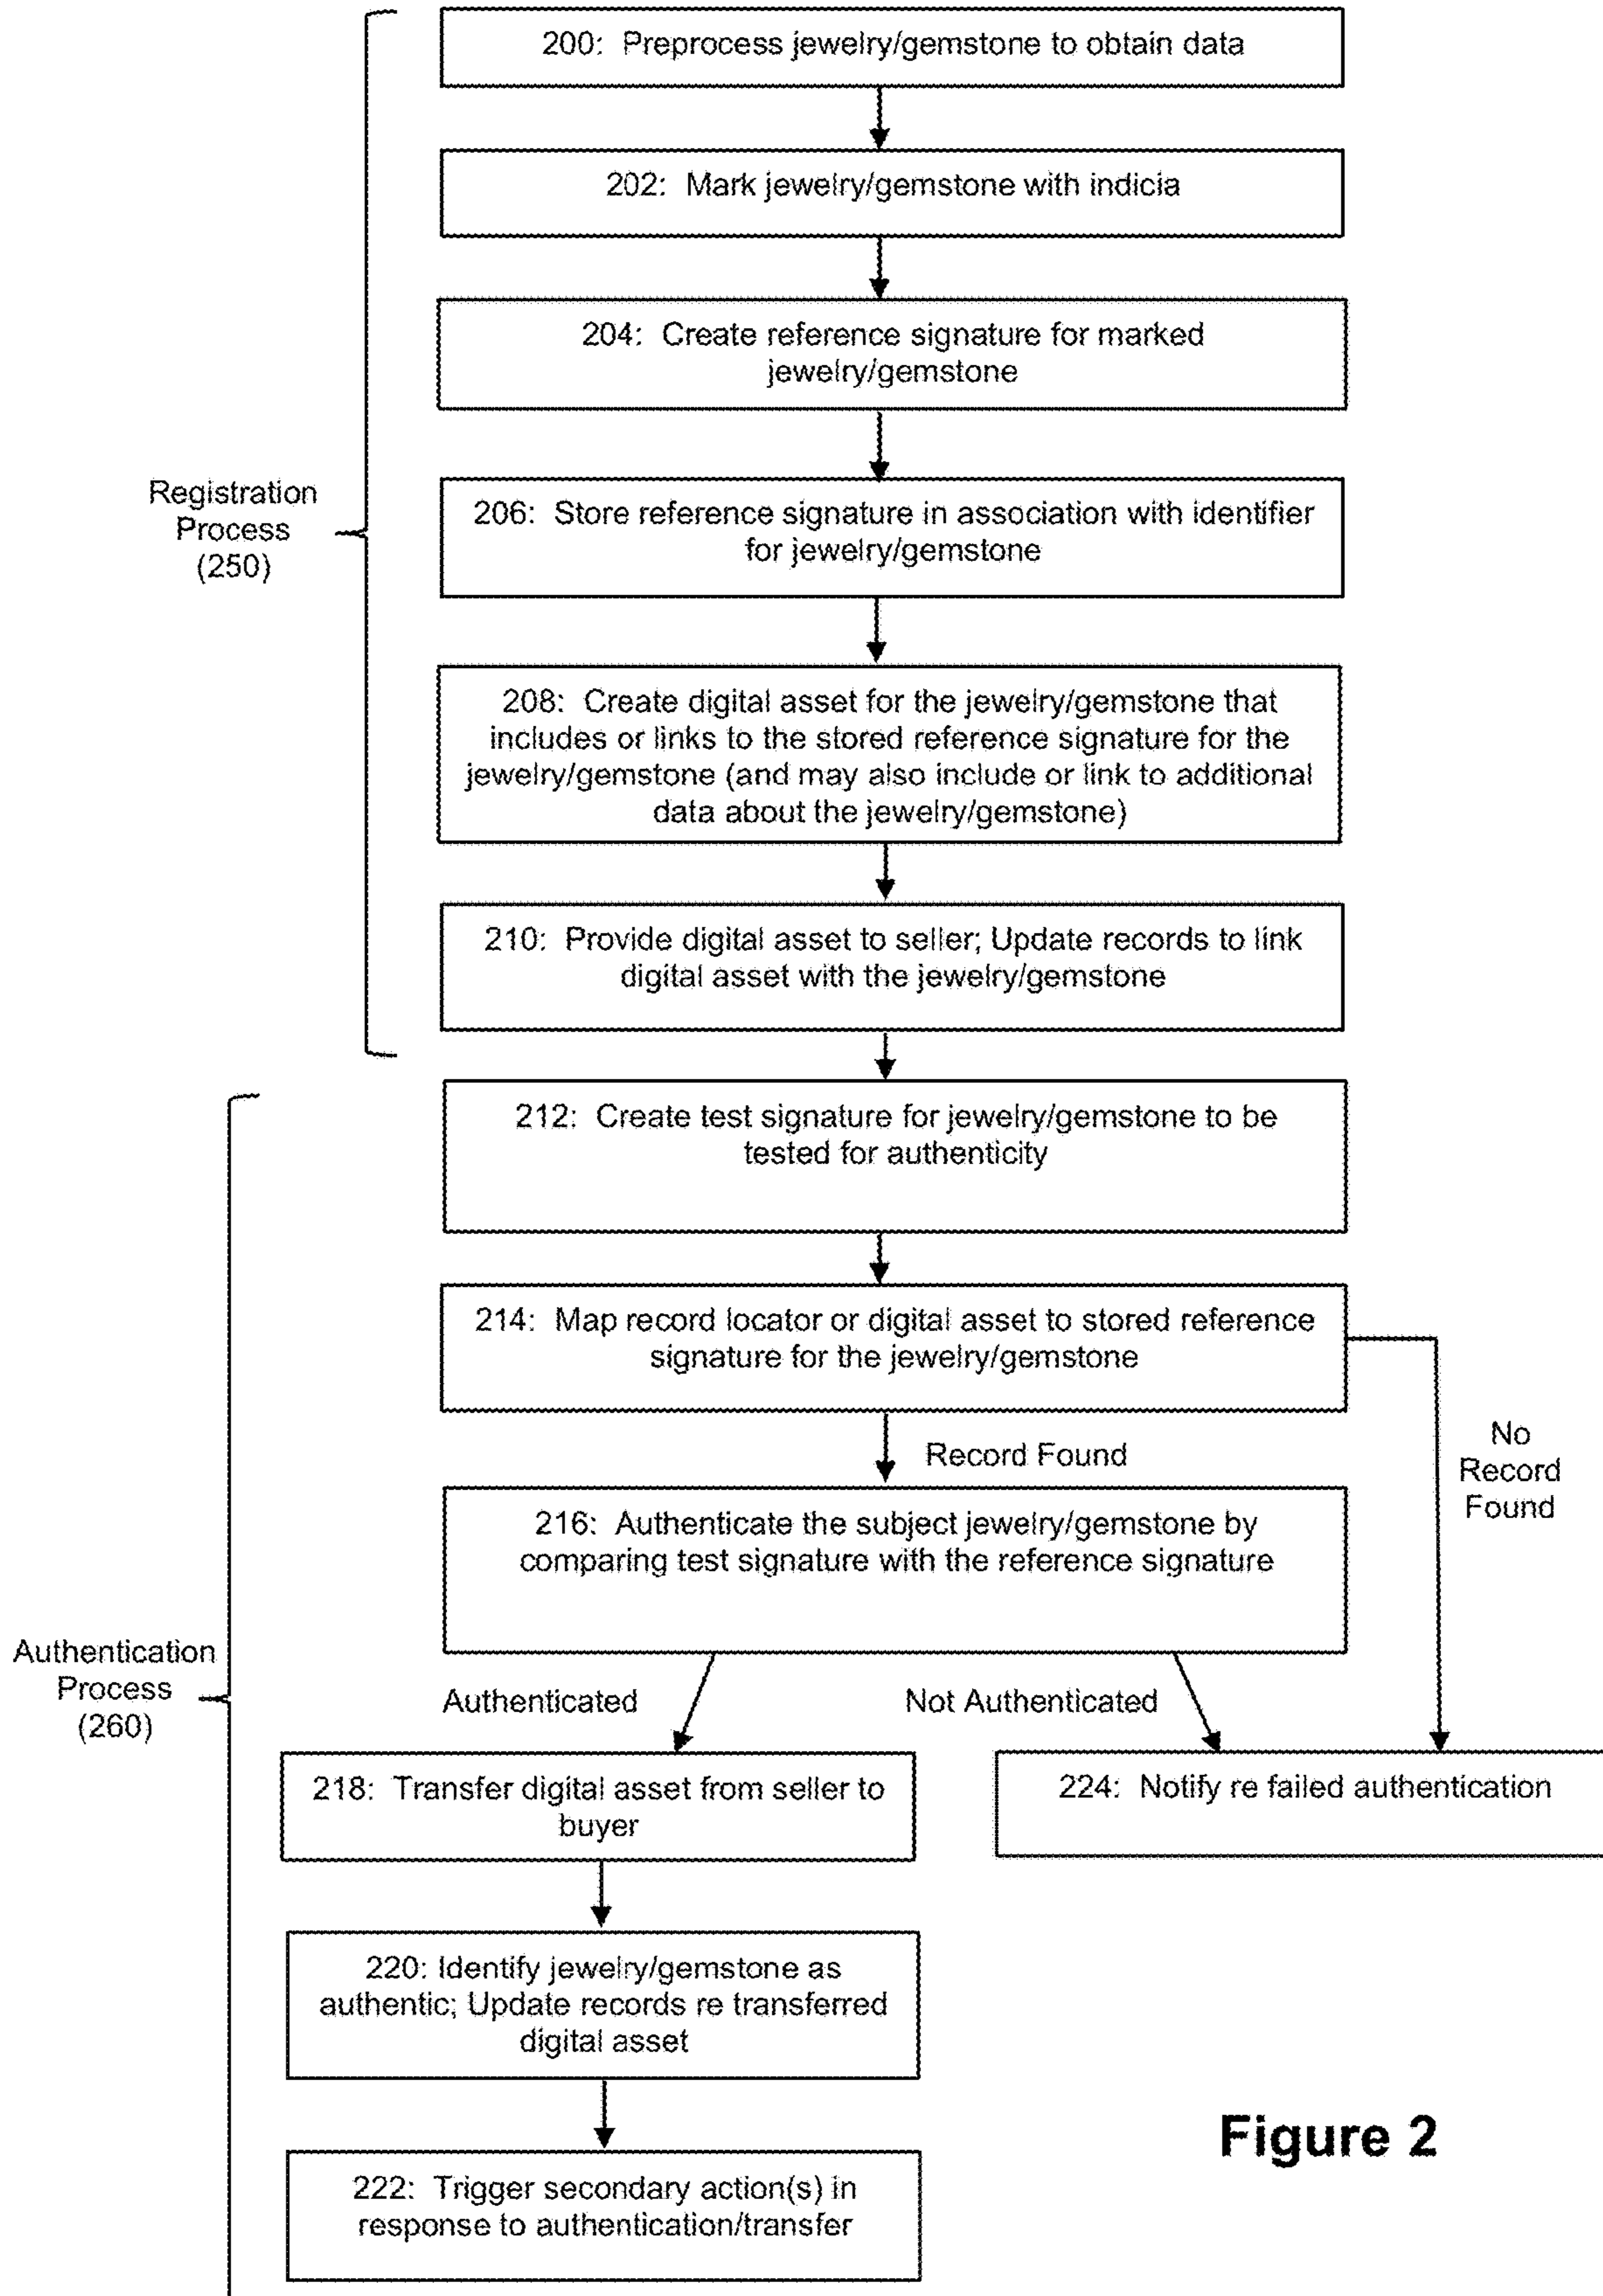 200: Preprocess jewelry/gemstone to obtain data
202: Mark jewelry/gemstone with indicia
204: Create reference signature for marked
jewelry/gemstone
Registration
Process
(250)
206: Store reference signature in association with identifier
for jewelry/gemstone
208: Create digital asset for the jewelry/gemstone that
includes or links to the stored reference signature for the
jewelry/gemstone (and may also include or link to additional
data about the jewelry/gemstone)
210: Provide digital asset to seller; Update records to link
digital asset with the jewelry/gemstone
212: Create test signature for jewelry/gemstone to be
tested for authenticity
214: Map record locator or digital asset to stored reference
signature for the jewelry/gemstone
Record Found
No
Record
Found
216: Authenticate the subject jewelry/gemstone by
comparing test signature with the reference signature
Authentication
Process
(260)
Authenticated
Not Authenticated
218: Transfer digital asset from seller to
buyer
224: Notify re failed authentication
220: Identify jewelry/gemstone as
authentic; Update records re transferred
digital asset
222: Trigger secondary action(s) in
response to authentication/transfer
Figure 2